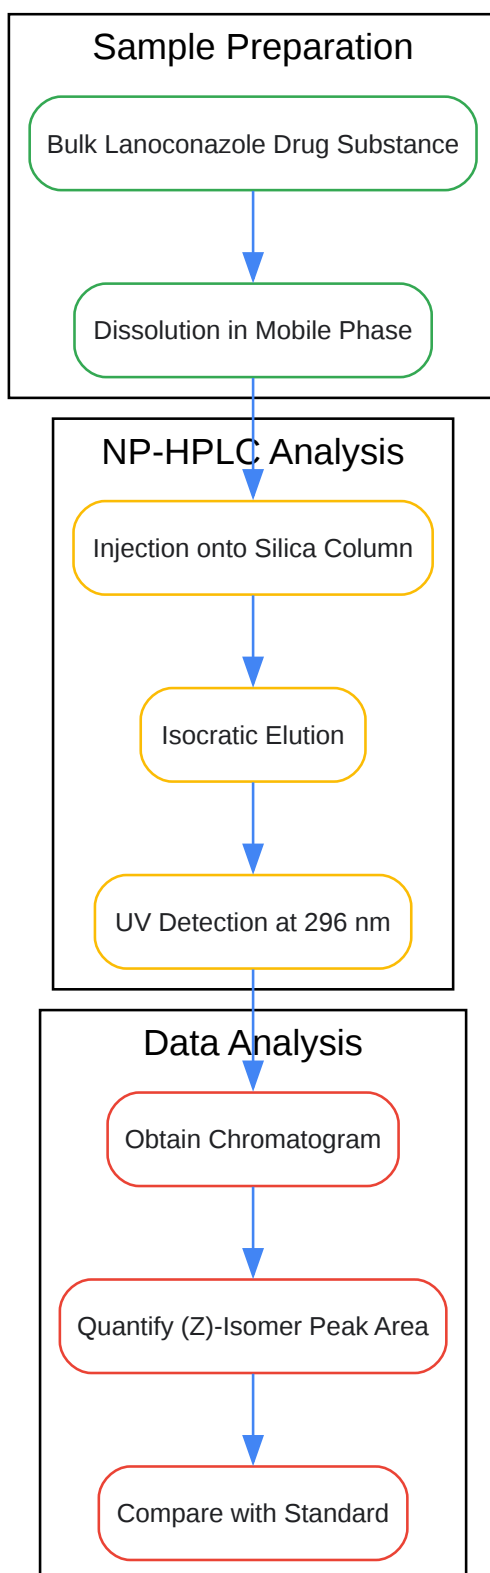 Sample Preparation
Bulk Lanoconazole Drug Substance
Dissolution in Mobile Phase
NP-HPLC Analysis
Injection onto Silica Column
Isocratic Elution
UV Detection at 296 nm
Data Analysis
Obtain Chromatogram
Quantify (Z)-Isomer Peak Area
Compare with Standard